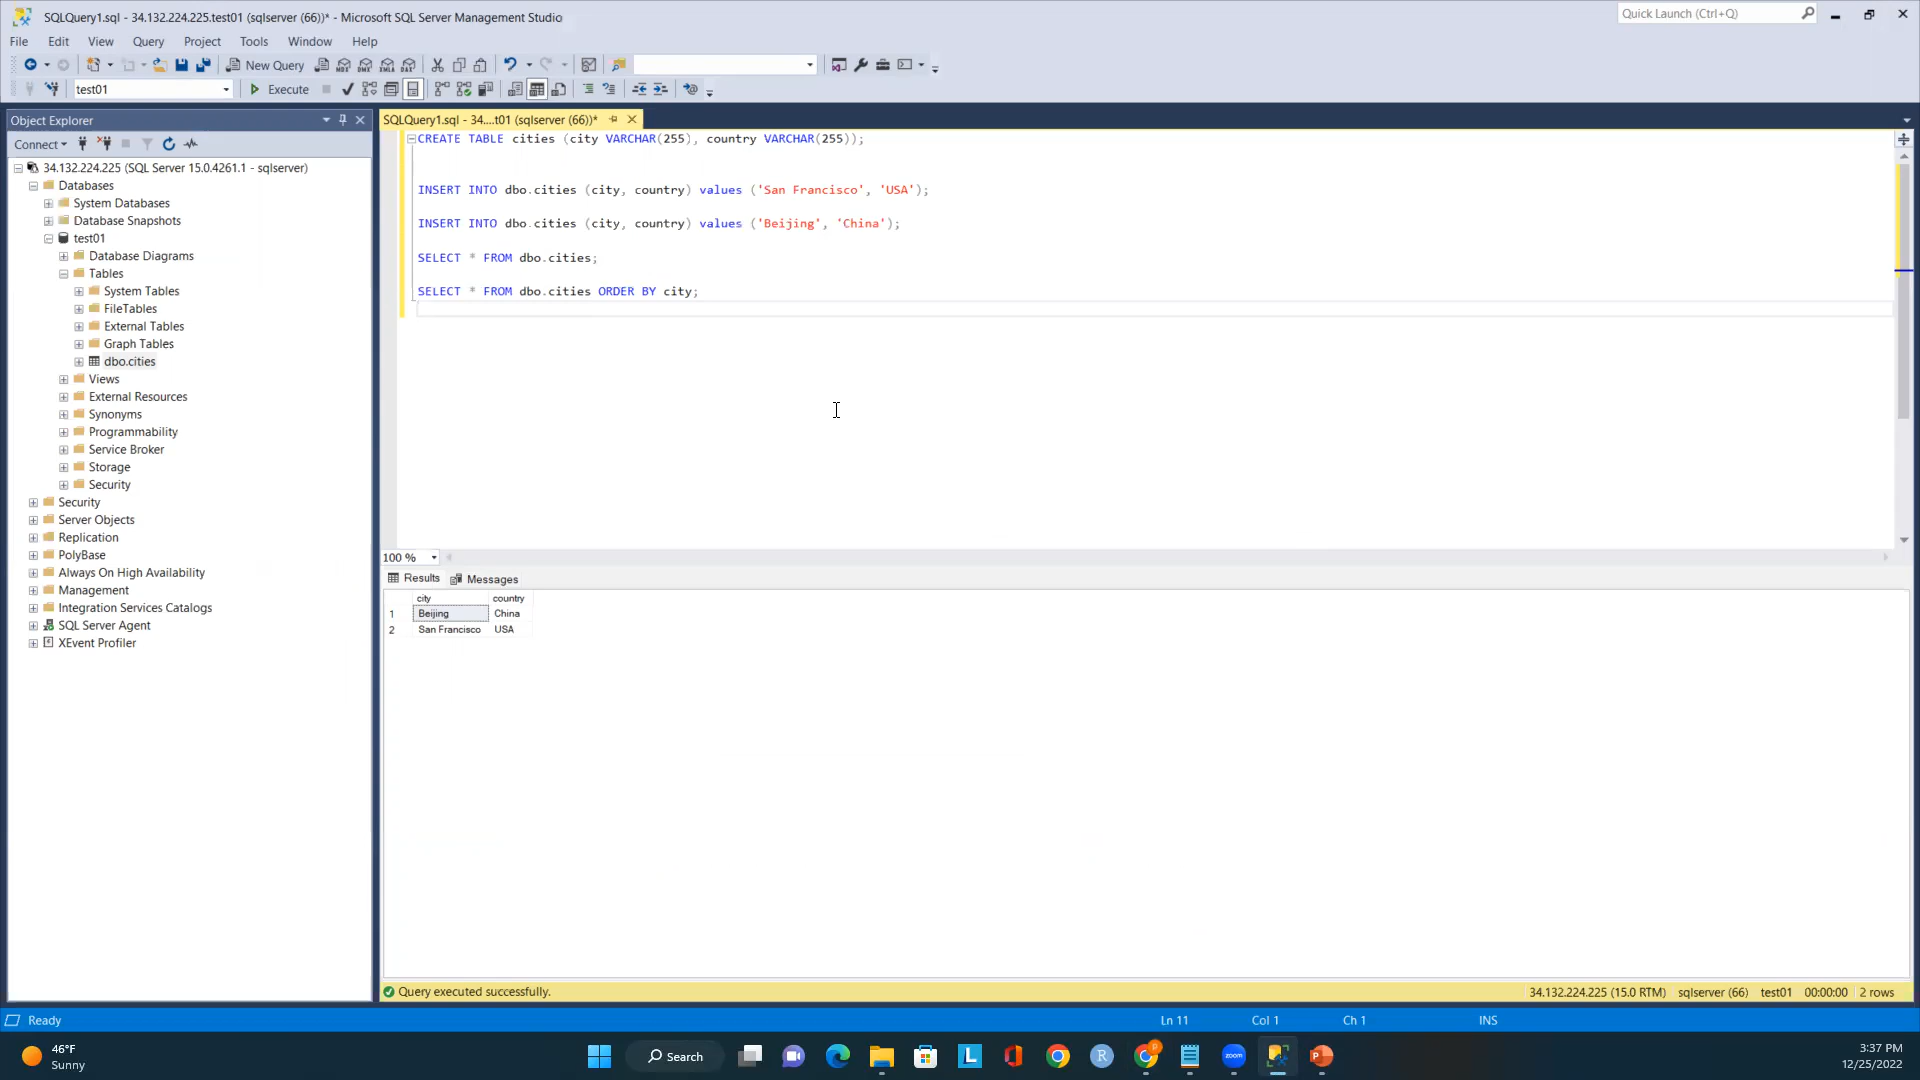 SQLQuery1.sql - 34.132.224.225.test01 (sqlserver (66))* - Microsoft SQL Server Management Studio
Quick Launch (Ctrl+Q)
File Edit View Query Project Tools Window Help
New Query
test01 Execute
Object Explorer
SQLQuery1.sql - 34....t01 (sqlserver (66))*
Connect
34.132.224.225 (SQL Server 15.0.4261.1 - sqlserver)
Databases
System Databases
Database Snapshots
test01
Database Diagrams
Tables
System Tables
FileTables
External Tables
Graph Tables
dbo.cities
Views
External Resources
Synonyms
Programmability
Service Broker
Storage
Security
Security
Server Objects
Replication
PolyBase
Always On High Availability
Management
Integration Services Catalogs
SQL Server Agent
XEvent Profiler
CREATE TABLE cities (city VARCHAR(255), country VARCHAR(255));
INSERT INTO dbo.cities (city, country) values ('San Francisco', 'USA');
INSERT INTO dbo.cities (city, country) values ('Beijing', 'China');
SELECT * FROM dbo.cities;
SELECT * FROM dbo.cities ORDER BY city;
100 %
Results Messages
city country
1 Beijing China
2 San Francisco USA
Query executed successfully.
34.132.224.225 (15.0 RTM) sqlserver (66) test01 00:00:00 2 rows
Ready
Ln 11 Col 1 Ch 1 INS
46°F
Sunny
Search
zoom
3:37 PM
12/25/2022